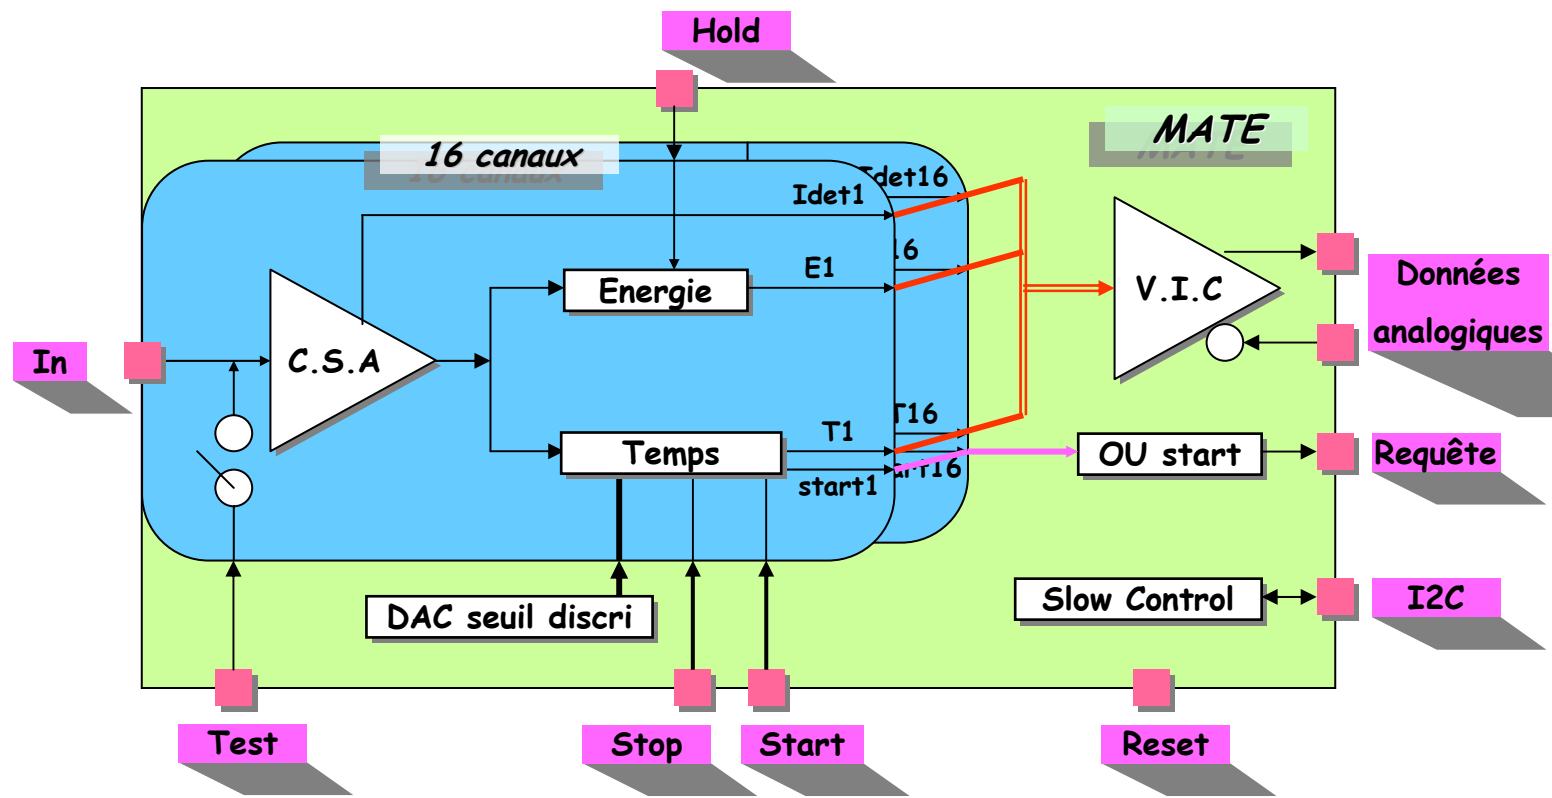 Hold
MATE
16 canaux
Idet16
Idet1
E1
Energie
V.I.C
Données
analogiques
In
C.S.A
T16
T1
Temps
OU start
Requête
start1
DAC seuil discri
Slow Control
I2C
Test
Stop
Start
Reset